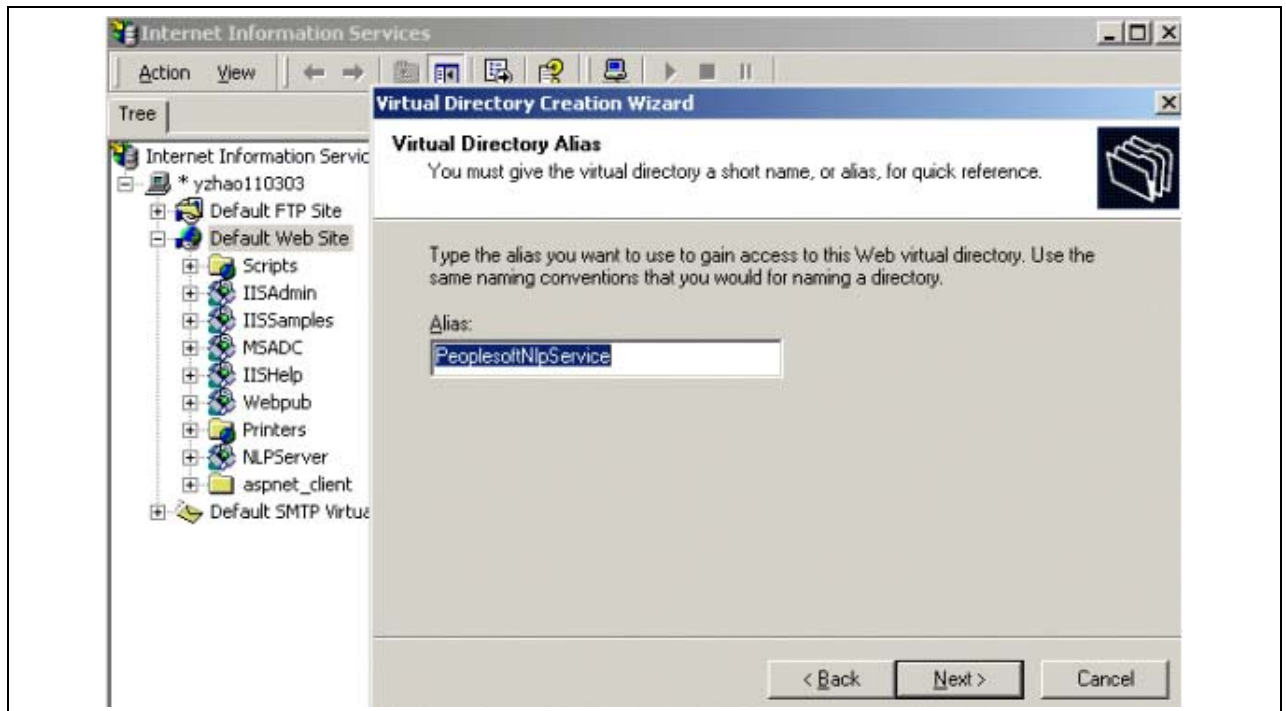 Internet Information Services
Action View
Tree
Internet Information Servic
* yzhao110303
Default FTP Site
Default Web Site
Scripts
IISAdmin
IISSamples
MSADC
IISHelp
Webpub
Printers
NLPServer
aspnet_client
Default SMTP Virtua
Virtual Directory Creation Wizard
Virtual Directory Alias
You must give the virtual directory a short name, or alias, for quick reference.
Type the alias you want to use to gain access to this Web virtual directory. Use the
same naming conventions that you would for naming a directory.
Alias:
PeoplesoftNlpService
< Back Next > Cancel